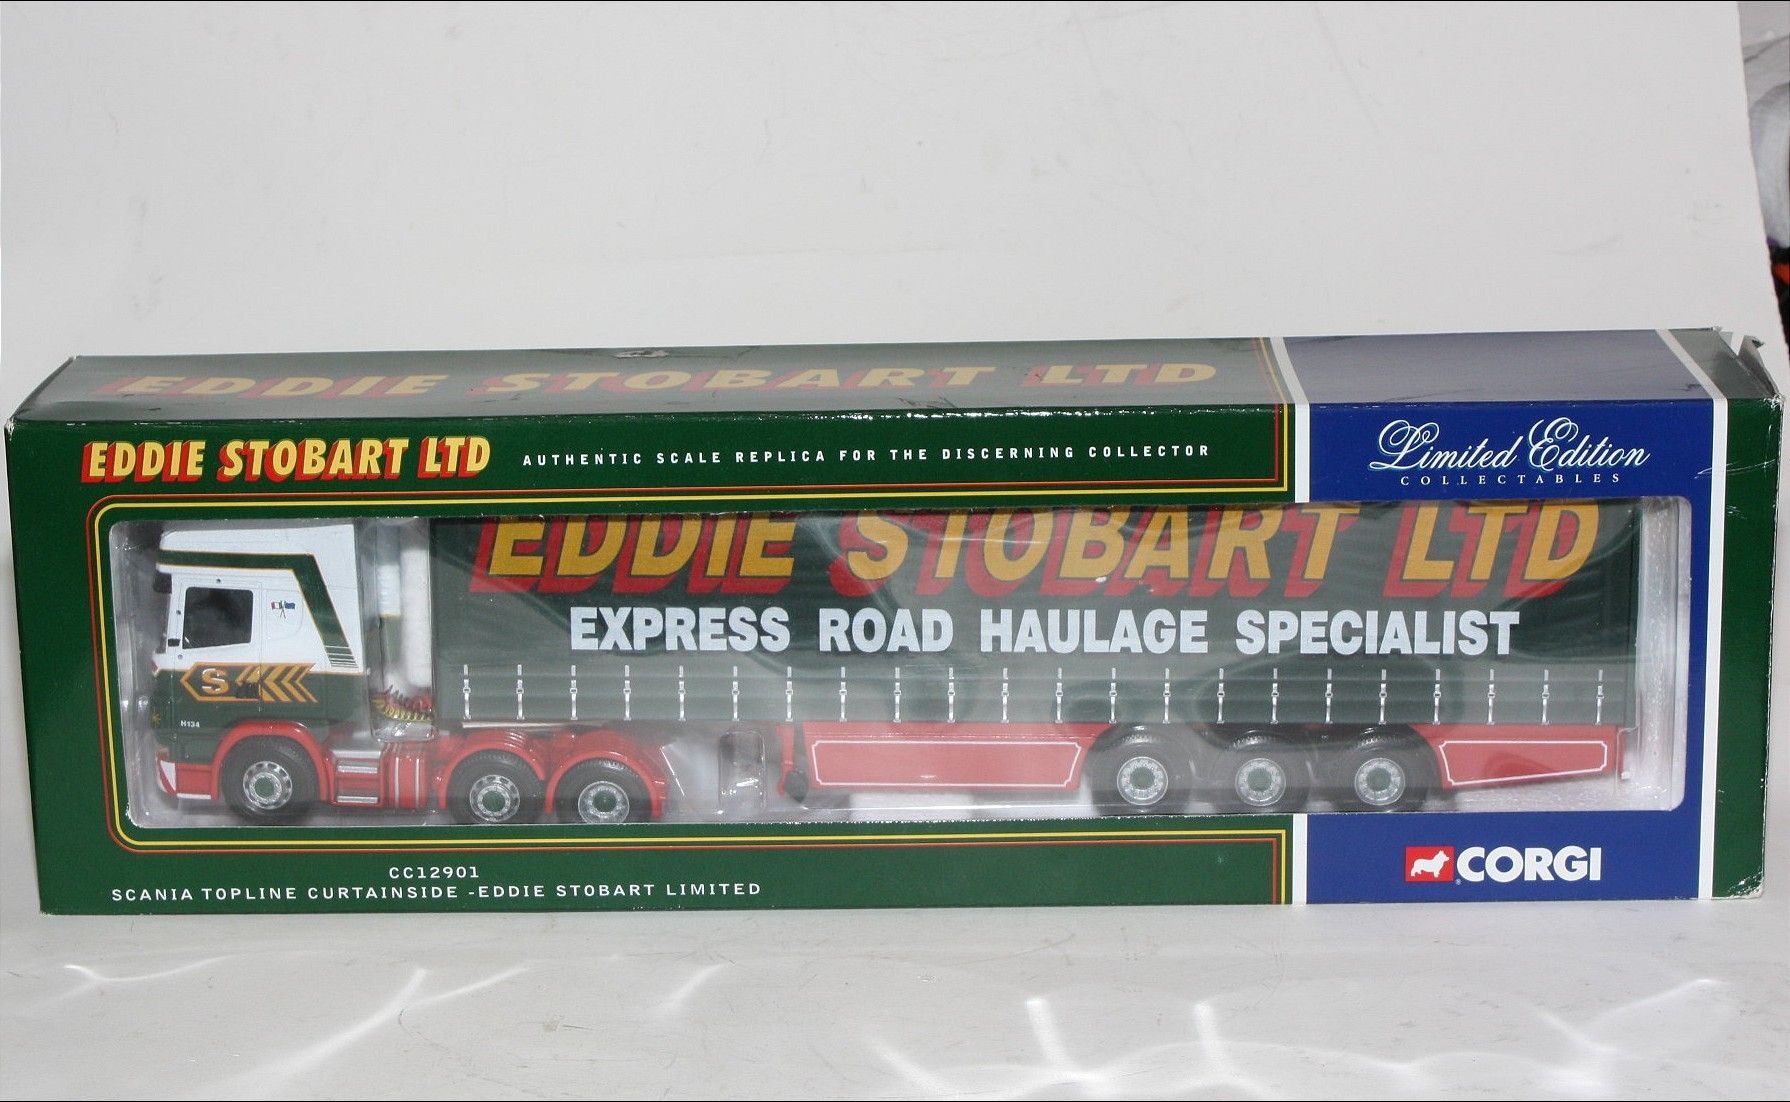 EDDIE STOBART LTD
EDDIE STOBART LTD
AUTHENTIC SCALE REPLICA FOR THE DISCERNING COLLECTOR
Limited Edition
COLLECTABLES
EDDIE STOBART LTD
EXPRESS ROAD HAULAGE SPECIALIST
S
H134
CC12901
SCANIA TOPLINE CURTAINSIDE -EDDIE STOBART LIMITED
CORGI